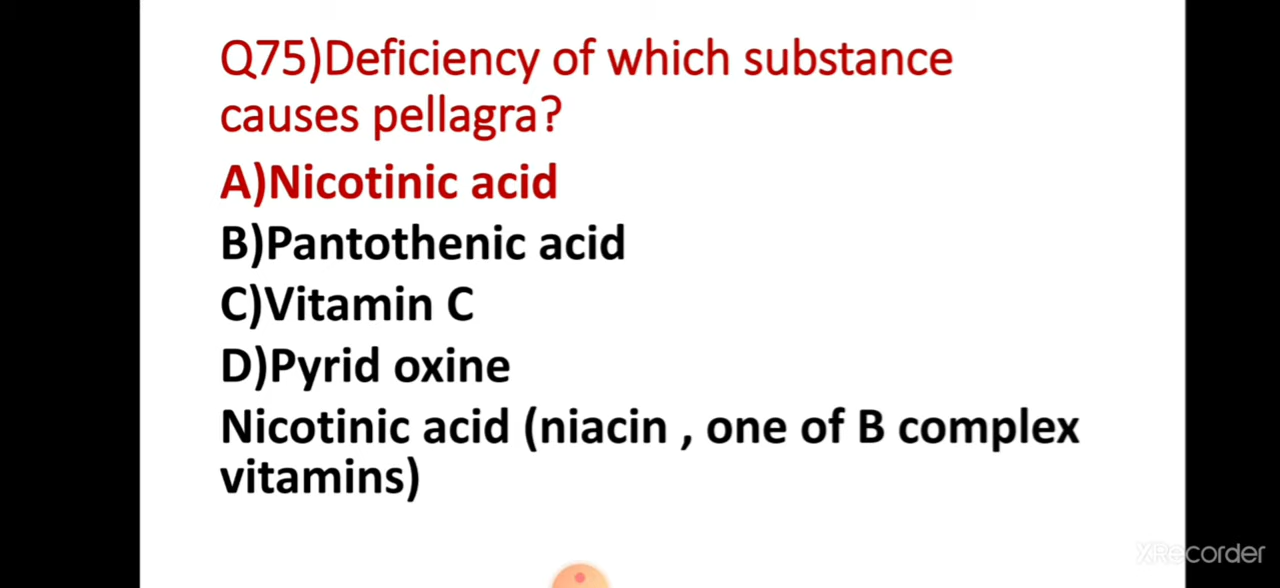 Q75)Deficiency of which substance
causes pellagra?
A)Nicotinic acid
B)Pantothenic acid
C)Vitamin C
D)Pyrid oxine
Nicotinic acid (niacin , one of B complex
vitamins)
XRecorder